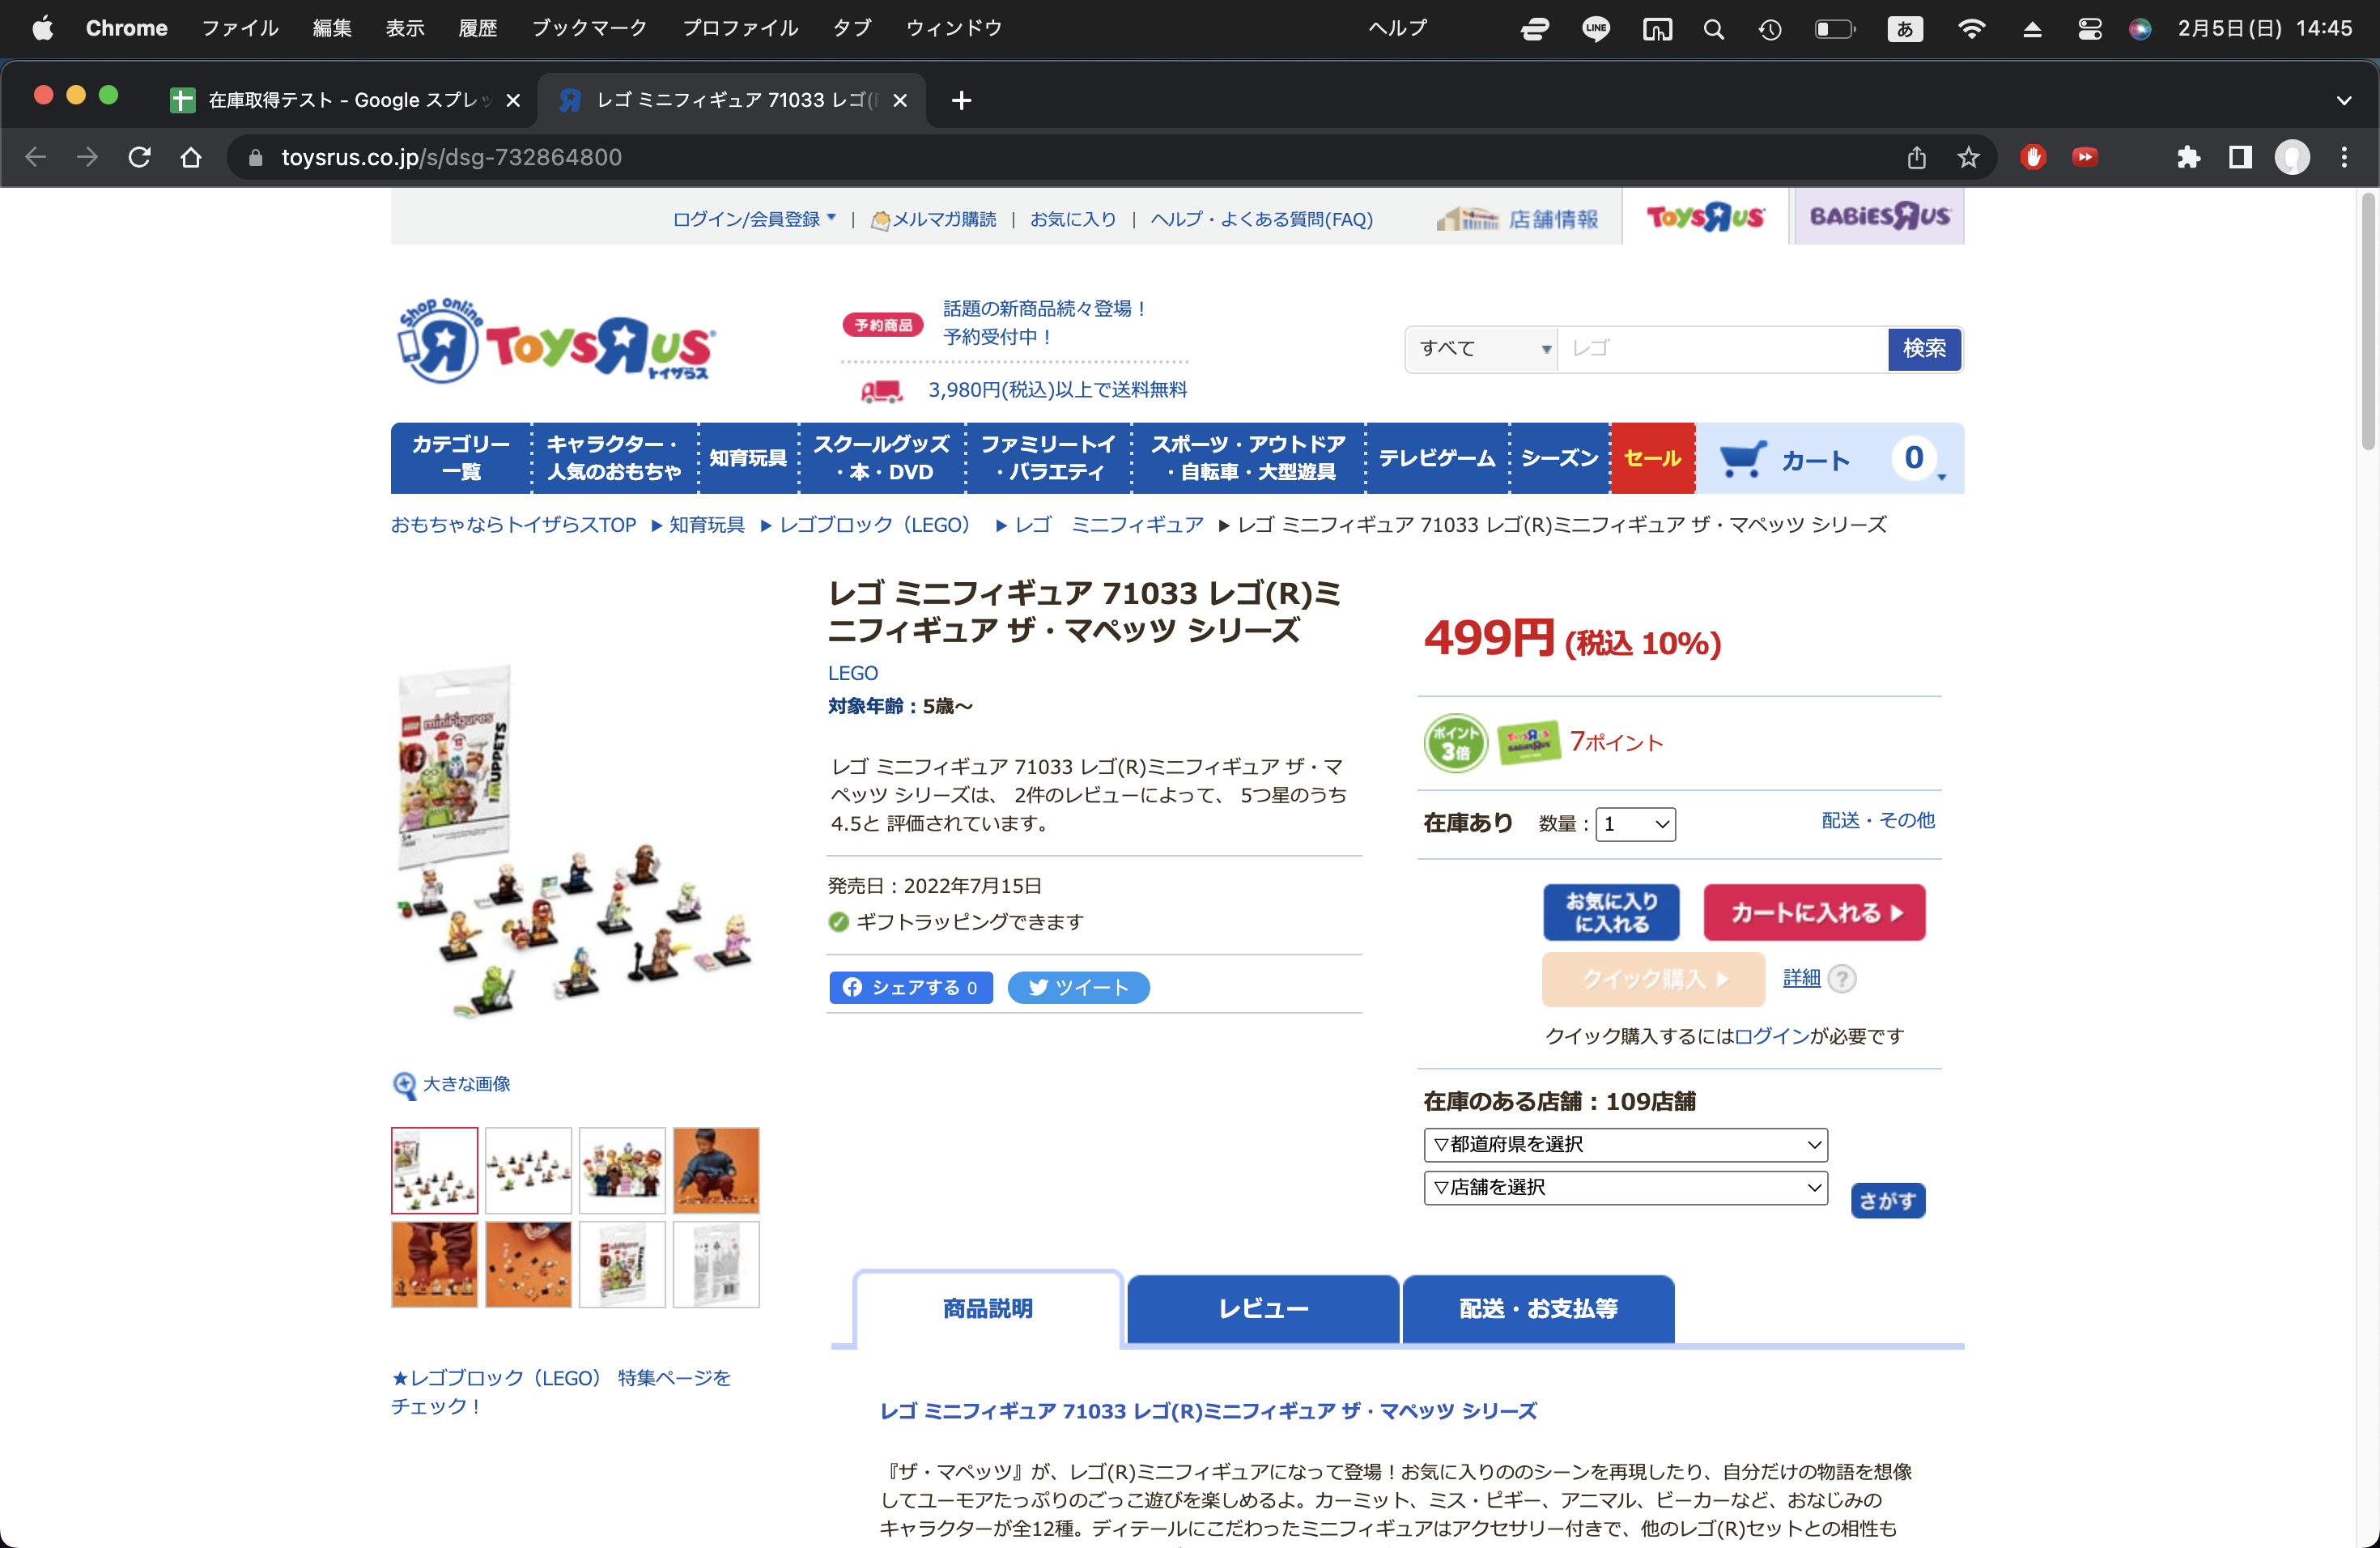 Chrome ファイル 編集 表示 履歴 ブックマーク プロファイル タブ ウィンドウ ヘルプ LINE あ 2月5日(日) 14:45
在庫取得テスト - Google スプレッ
レゴ ミニフィギュア 71033 レゴ(
toysrus.co.jp/s/dsg-732864800
ログイン/会員登録 | メルマガ購読 | お気に入り | ヘルプ・よくある質問(FAQ) 店舗情報 ToysRus BABiESRUS
Shop online
ToysRus
トイザらス
予約商品
話題の新商品続々登場！
予約受付中！
3,980円(税込)以上で送料無料
すべて レゴ 検索
カテゴリー
一覧
キャラクター・
人気のおもちゃ
知育玩具
スクールグッズ
・本・DVD
ファミリートイ
・バラエティ
スポーツ・アウトドア
・自転車・大型遊具
テレビゲーム
シーズン
セール
カート 0
おもちゃならトイザらスTOP ▶ 知育玩具 ▶ レゴブロック（LEGO） ▶ レゴ　ミニフィギュア ▶ レゴ ミニフィギュア 71033 レゴ(R)ミニフィギュア ザ・マペッツ シリーズ
レゴ ミニフィギュア 71033 レゴ(R)ミ
ニフィギュア ザ・マペッツ シリーズ
LEGO
対象年齢：5歳～
レゴ ミニフィギュア 71033 レゴ(R)ミニフィギュア ザ・マ
ペッツ シリーズは、 2件のレビューによって、 5つ星のうち
4.5と 評価されています。
発売日：2022年7月15日
ギフトラッピングできます
シェアする 0 ツイート
499円 (税込 10%)
ポイント
3倍
7ポイント
在庫あり 数量： 1 配送・その他
お気に入り
に入れる
カートに入れる ▶
クイック購入 ▶ 詳細 ?
クイック購入するにはログインが必要です
在庫のある店舗：109店舗
▽都道府県を選択
▽店舗を選択
さがす
minifigures
MUPPETS
大きな画像
★レゴブロック（LEGO） 特集ページを
チェック！
商品説明 レビュー 配送・お支払等
レゴ ミニフィギュア 71033 レゴ(R)ミニフィギュア ザ・マペッツ シリーズ
『ザ・マペッツ』が、レゴ(R)ミニフィギュアになって登場！お気に入りののシーンを再現したり、自分だけの物語を想像
してユーモアたっぷりのごっこ遊びを楽しめるよ。カーミット、ミス・ピギー、アニマル、ビーカーなど、おなじみの
キャラクターが全12種。ディテールにこだわったミニフィギュアはアクセサリー付きで、他のレゴ(R)セットとの相性も